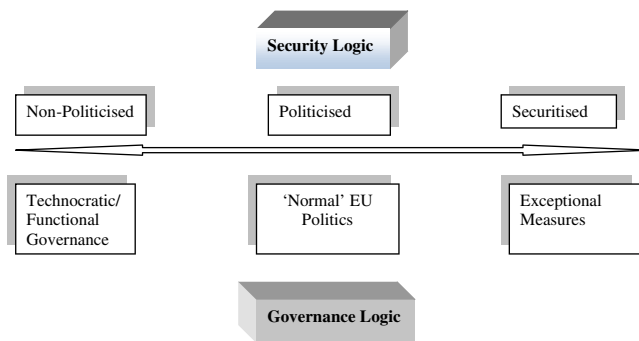 Security Logic
Non-Politicised
Politicised
Securitised
Technocratic/
Functional
Governance
‘Normal’ EU
Politics
Exceptional
Measures
Governance Logic